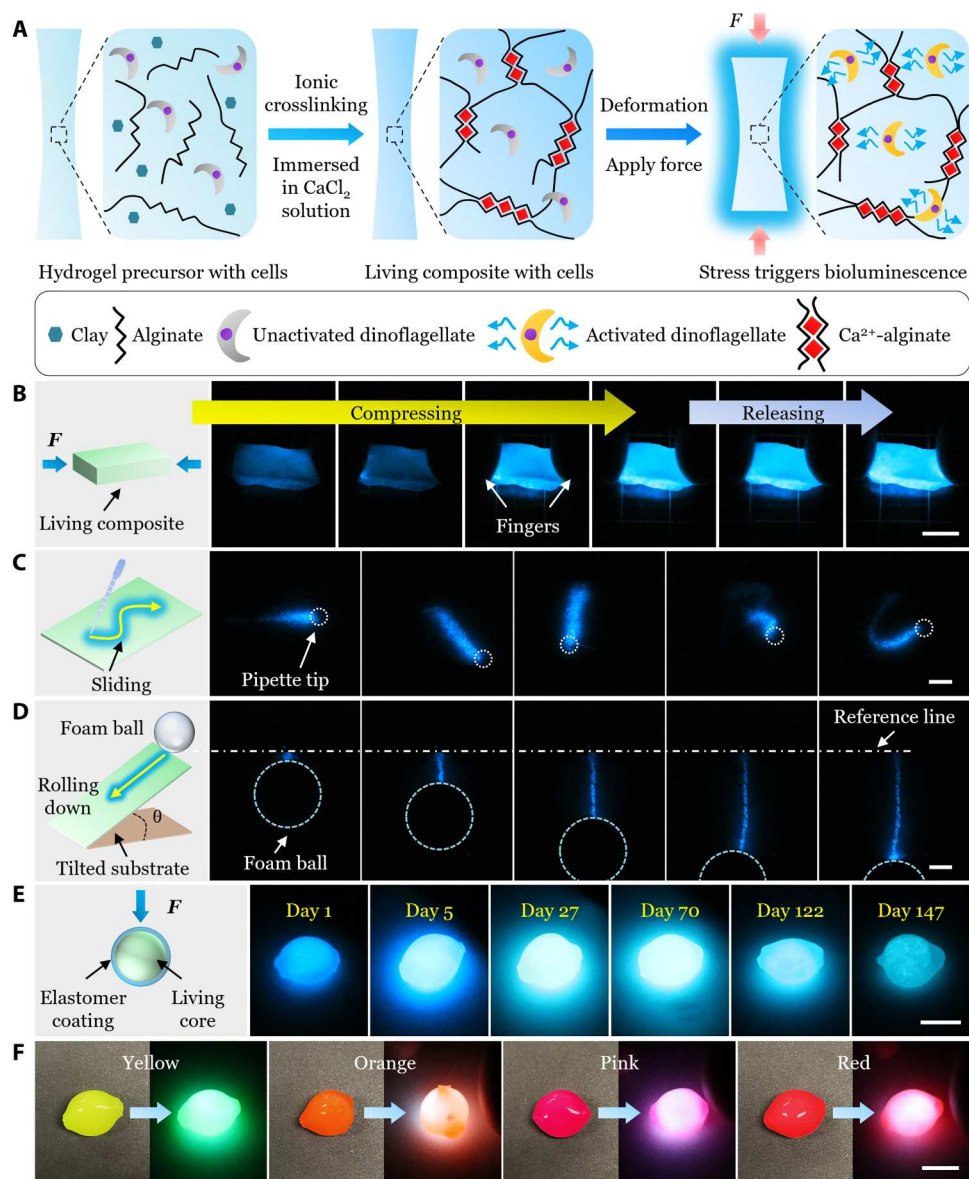 A
F
Ionic
crosslinking
Immersed
in CaCl₂
solution
Deformation
Apply force
Hydrogel precursor with cells
Living composite with cells
Stress triggers bioluminescence
Clay
Alginate
Unactivated dinoflagellate
Activated dinoflagellate
Ca²⁺-alginate
B
Compressing
Releasing
F
Living composite
Fingers
C
Sliding
Pipette tip
D
Foam ball
Reference line
Rolling
down
θ
Tilted substrate
Foam ball
E
F
Day 1
Day 5
Day 27
Day 70
Day 122
Day 147
Elastomer
coating
Living
core
F
Yellow
Orange
Pink
Red